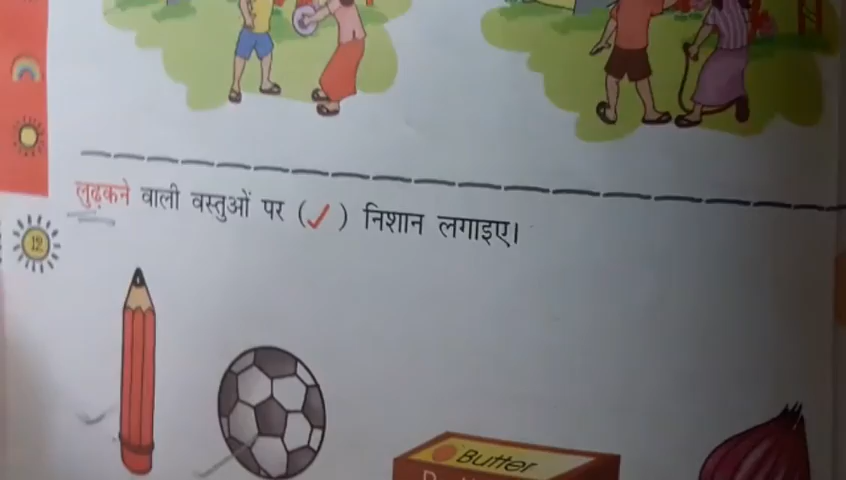 लुढ़कने वाली वस्तुओं पर (✓) निशान लगाइए।
12
Butter